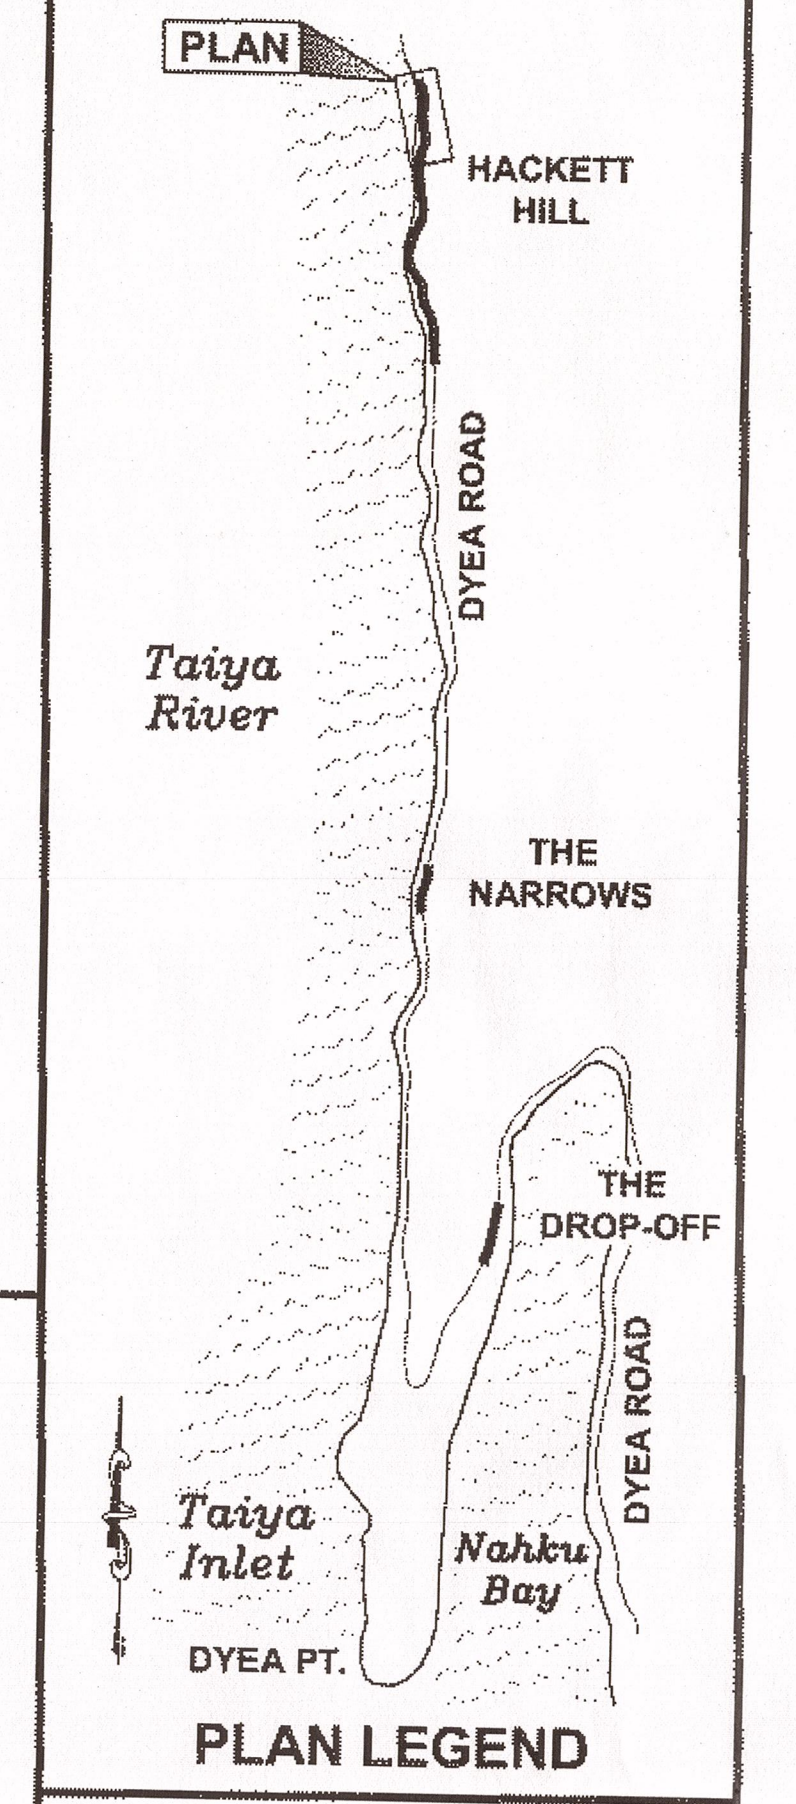 PLAN
HACKETT
HILL
DYEA ROAD
Taiya
River
THE
NARROWS
THE
DROP-OFF
DYEA ROAD
Taiya
Inlet
Nahku
Bay
DYEA PT.
PLAN LEGEND